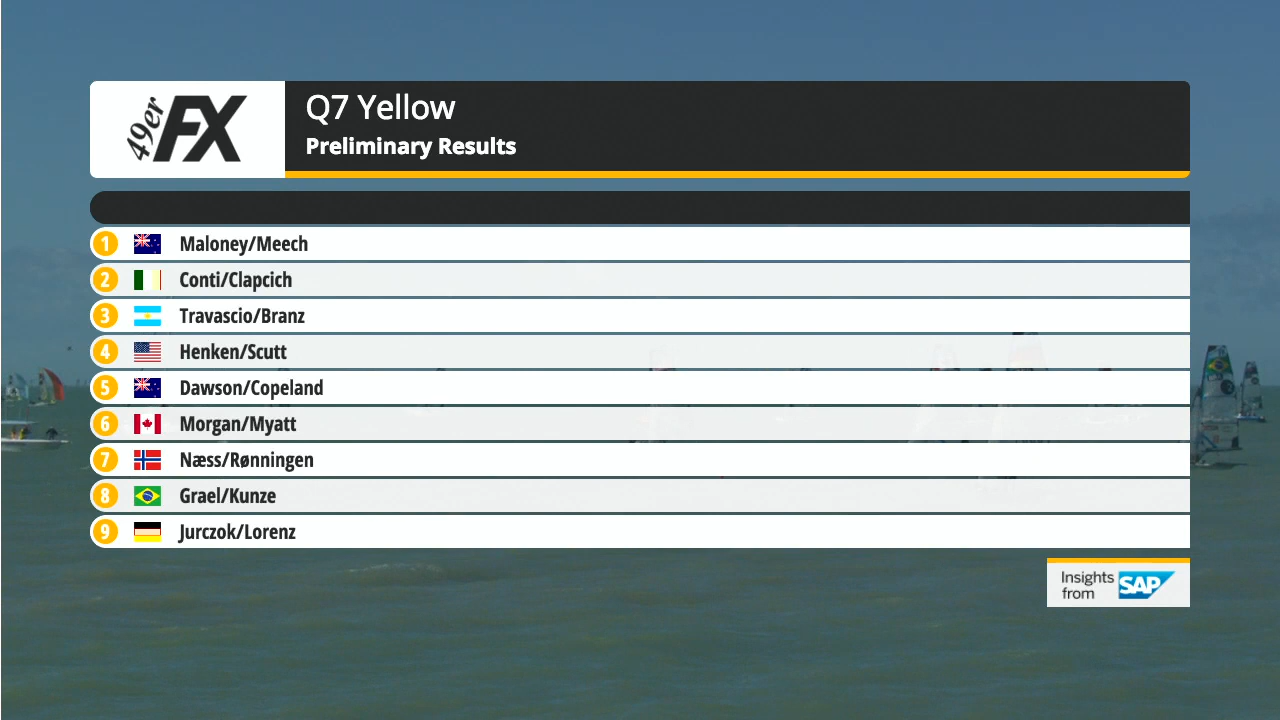 49er FX
Q7 Yellow
Preliminary Results
1 Maloney/Meech
2 Conti/Clapcich
3 Travascio/Branz
4 Henken/Scutt
5 Dawson/Copeland
6 Morgan/Myatt
7 Næss/Rønningen
8 Grael/Kunze
9 Jurczok/Lorenz
Insights
from SAP